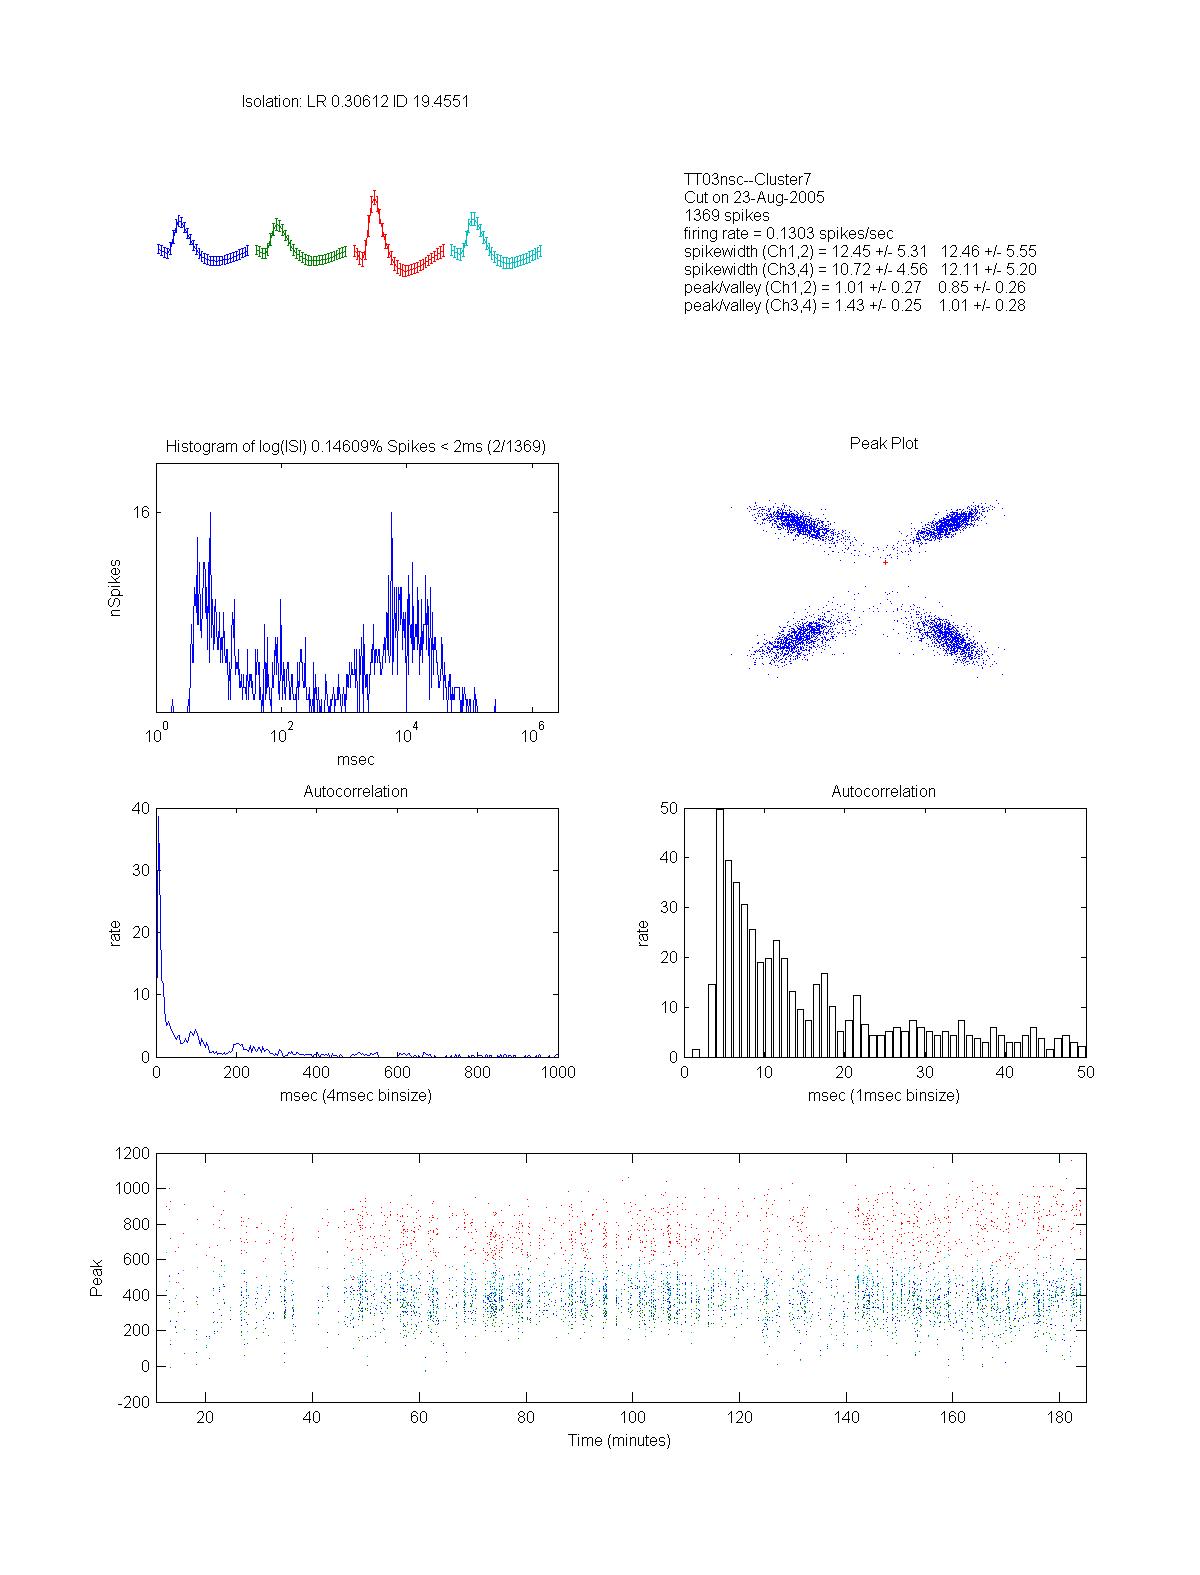 Isolation: LR 0.30612 ID 19.4551
TT03nsc--Cluster7
Cut on 23-Aug-2005
1369 spikes
firing rate = 0.1303 spikes/sec
spikewidth (Ch1,2) = 12.45 +/- 5.31 12.46 +/- 5.55
spikewidth (Ch3,4) = 10.72 +/- 4.56 12.11 +/- 5.20
peak/valley (Ch1,2) = 1.01 +/- 0.27 0.85 +/- 0.26
peak/valley (Ch3,4) = 1.43 +/- 0.25 1.01 +/- 0.28
Histogram of log(ISI) 0.14609% Spikes < 2ms (2/1369)
16
nSpikes
10^0 10^2 10^4 10^6
msec
Peak Plot
Autocorrelation
40
30
20
10
0
rate
0 200 400 600 800 1000
msec (4msec binsize)
Autocorrelation
50
40
30
20
10
0
rate
0 10 20 30 40 50
msec (1msec binsize)
1200
1000
800
600
400
200
0
-200
Peak
20 40 60 80 100 120 140 160 180
Time (minutes)